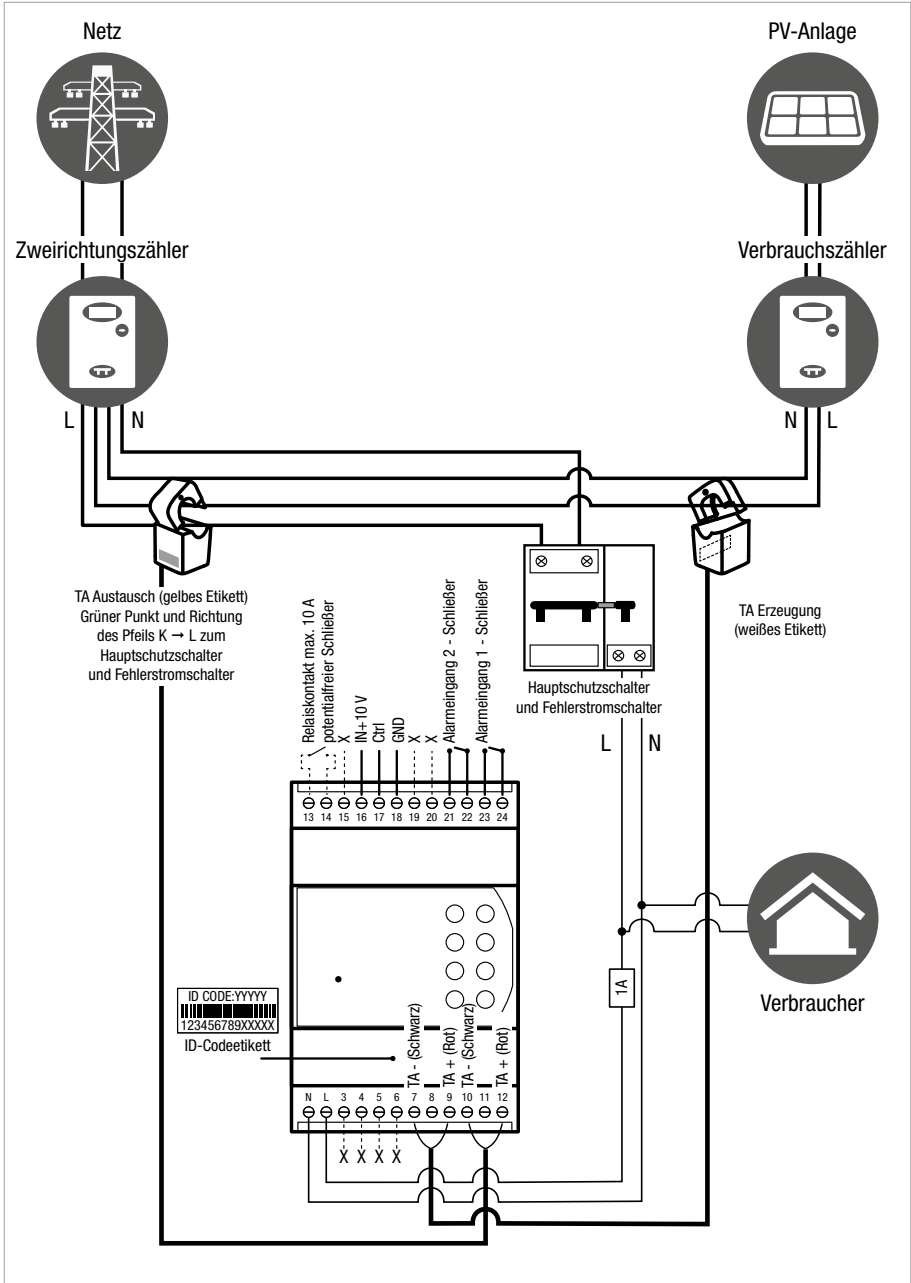 Netz
PV-Anlage
Zweirichtungszähler
Verbrauchszähler
L
N
N
L
TA Austausch (gelbes Etikett)
Grüner Punkt und Richtung
des Pfeils K → L zum
Hauptschutzschalter
und Fehlerstromschalter
TA Erzeugung
(weißes Etikett)
Hauptschutzschalter
und Fehlerstromschalter
L
N
Relaiskontakt max. 10 A
potentialfreier Schließer
X
IN+10 V
Ctrl
GND
X
X
Alarmeingang 2 - Schließer
Alarmeingang 1 - Schließer
13 14 15 16 17 18 19 20 21 22 23 24
1A
Verbraucher
ID CODE:YYYYY
123456789XXXXX
ID-Codeetikett
TA - (Schwarz)
TA + (Rot)
TA - (Schwarz)
TA + (Rot)
N L 3 4 5 6 7 8 9 10 11 12
X X X X